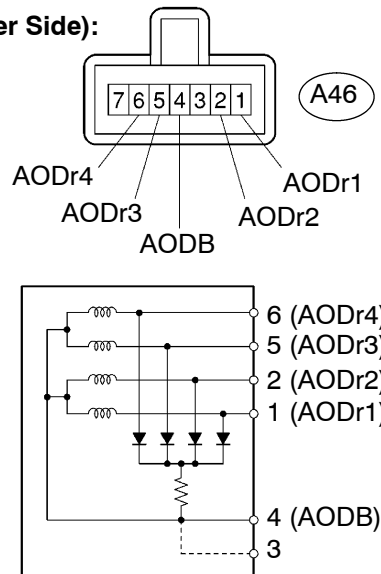 er Side):
7 6 5 4 3 2 1
A46
AODr4
AODr1
AODr3
AODr2
AODB
6 (AODr4)
5 (AODr3)
2 (AODr2)
1 (AODr1)
4 (AODB)
3